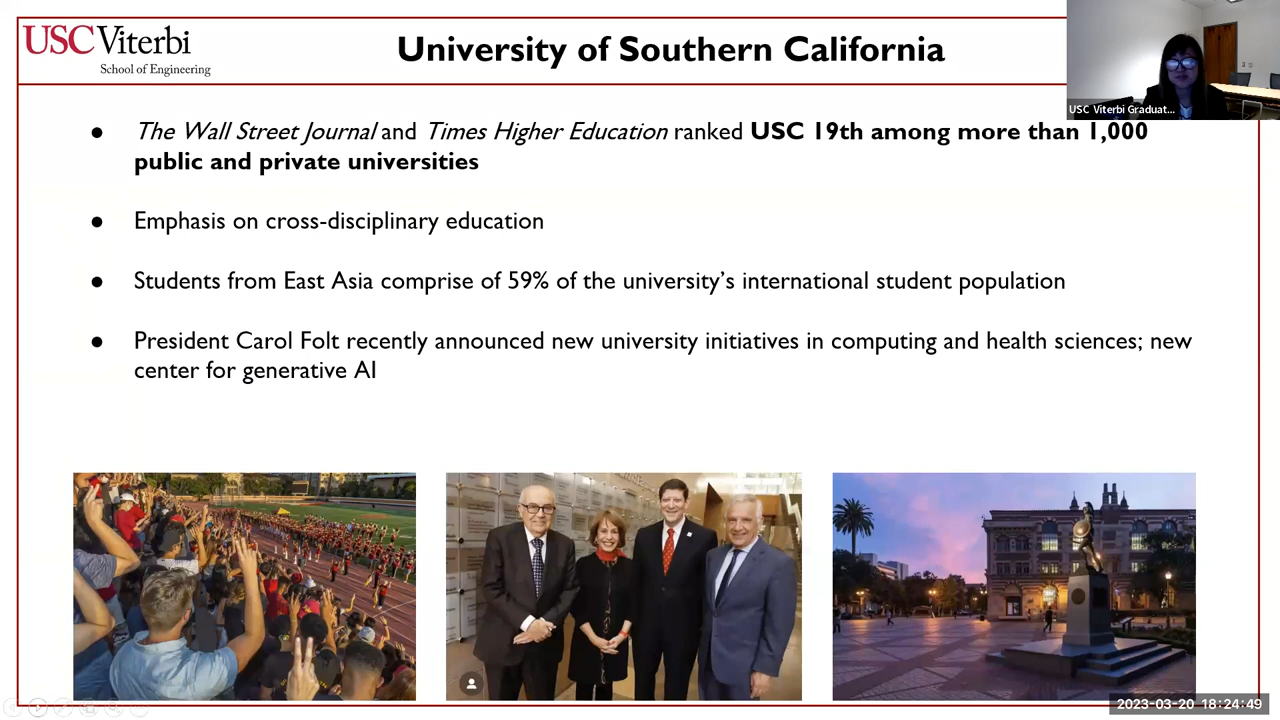 USC Viterbi
School of Engineering
University of Southern California
USC Viterbi Graduat...
● The Wall Street Journal and Times Higher Education ranked USC 19th among more than 1,000
public and private universities
● Emphasis on cross-disciplinary education
● Students from East Asia comprise of 59% of the university's international student population
● President Carol Folt recently announced new university initiatives in computing and health sciences; new
center for generative AI
2023-03-20 18:24:49